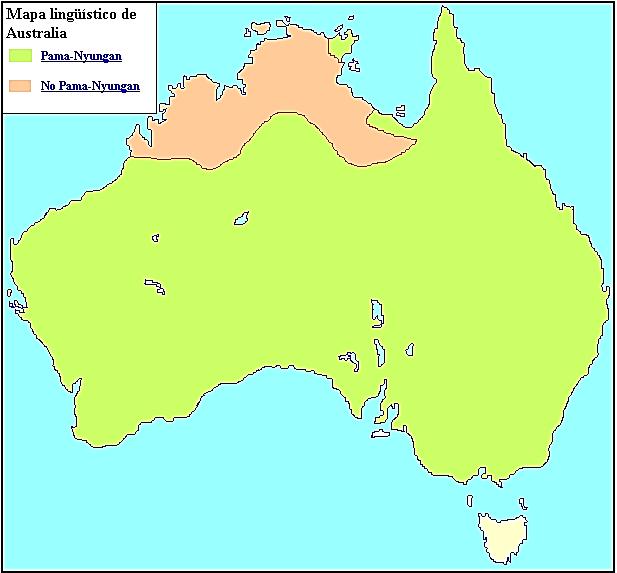 Mapa lingüístico de
Australia
Pama-Nyungan
No Pama-Nyungan